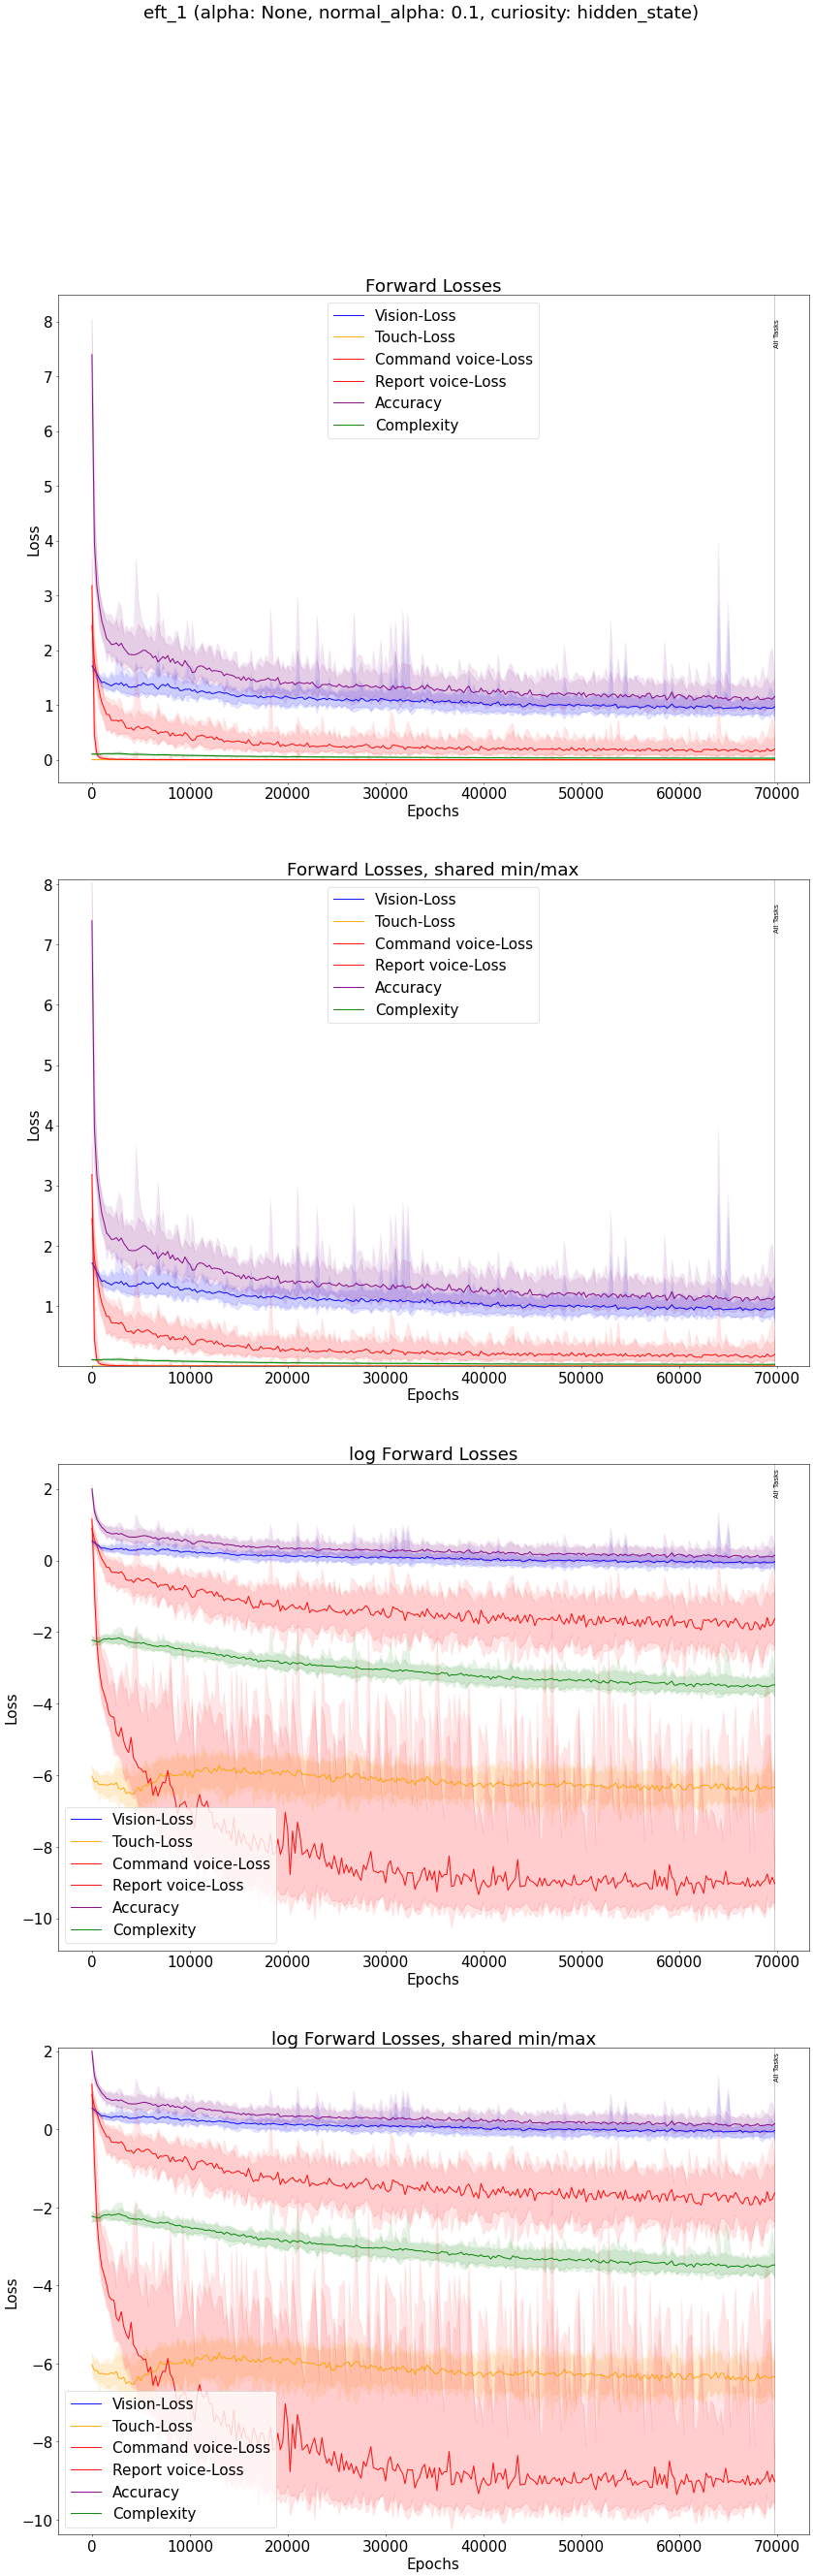 eft_1 (alpha: None, normal_alpha: 0.1, curiosity: hidden_state)
Forward Losses
Vision-Loss
Touch-Loss
Command voice-Loss
Report voice-Loss
Accuracy
Complexity
All Tasks
8
7
6
5
4
3
2
1
0
Loss
0 10000 20000 30000 40000 50000 60000 70000
Epochs
Forward Losses, shared min/max
Vision-Loss
Touch-Loss
Command voice-Loss
Report voice-Loss
Accuracy
Complexity
All Tasks
8
7
6
5
4
3
2
1
Loss
0 10000 20000 30000 40000 50000 60000 70000
Epochs
log Forward Losses
All Tasks
2
0
−2
−4
−6
−8
−10
Loss
Vision-Loss
Touch-Loss
Command voice-Loss
Report voice-Loss
Accuracy
Complexity
0 10000 20000 30000 40000 50000 60000 70000
Epochs
log Forward Losses, shared min/max
All Tasks
2
0
−2
−4
−6
−8
−10
Loss
Vision-Loss
Touch-Loss
Command voice-Loss
Report voice-Loss
Accuracy
Complexity
0 10000 20000 30000 40000 50000 60000 70000
Epochs